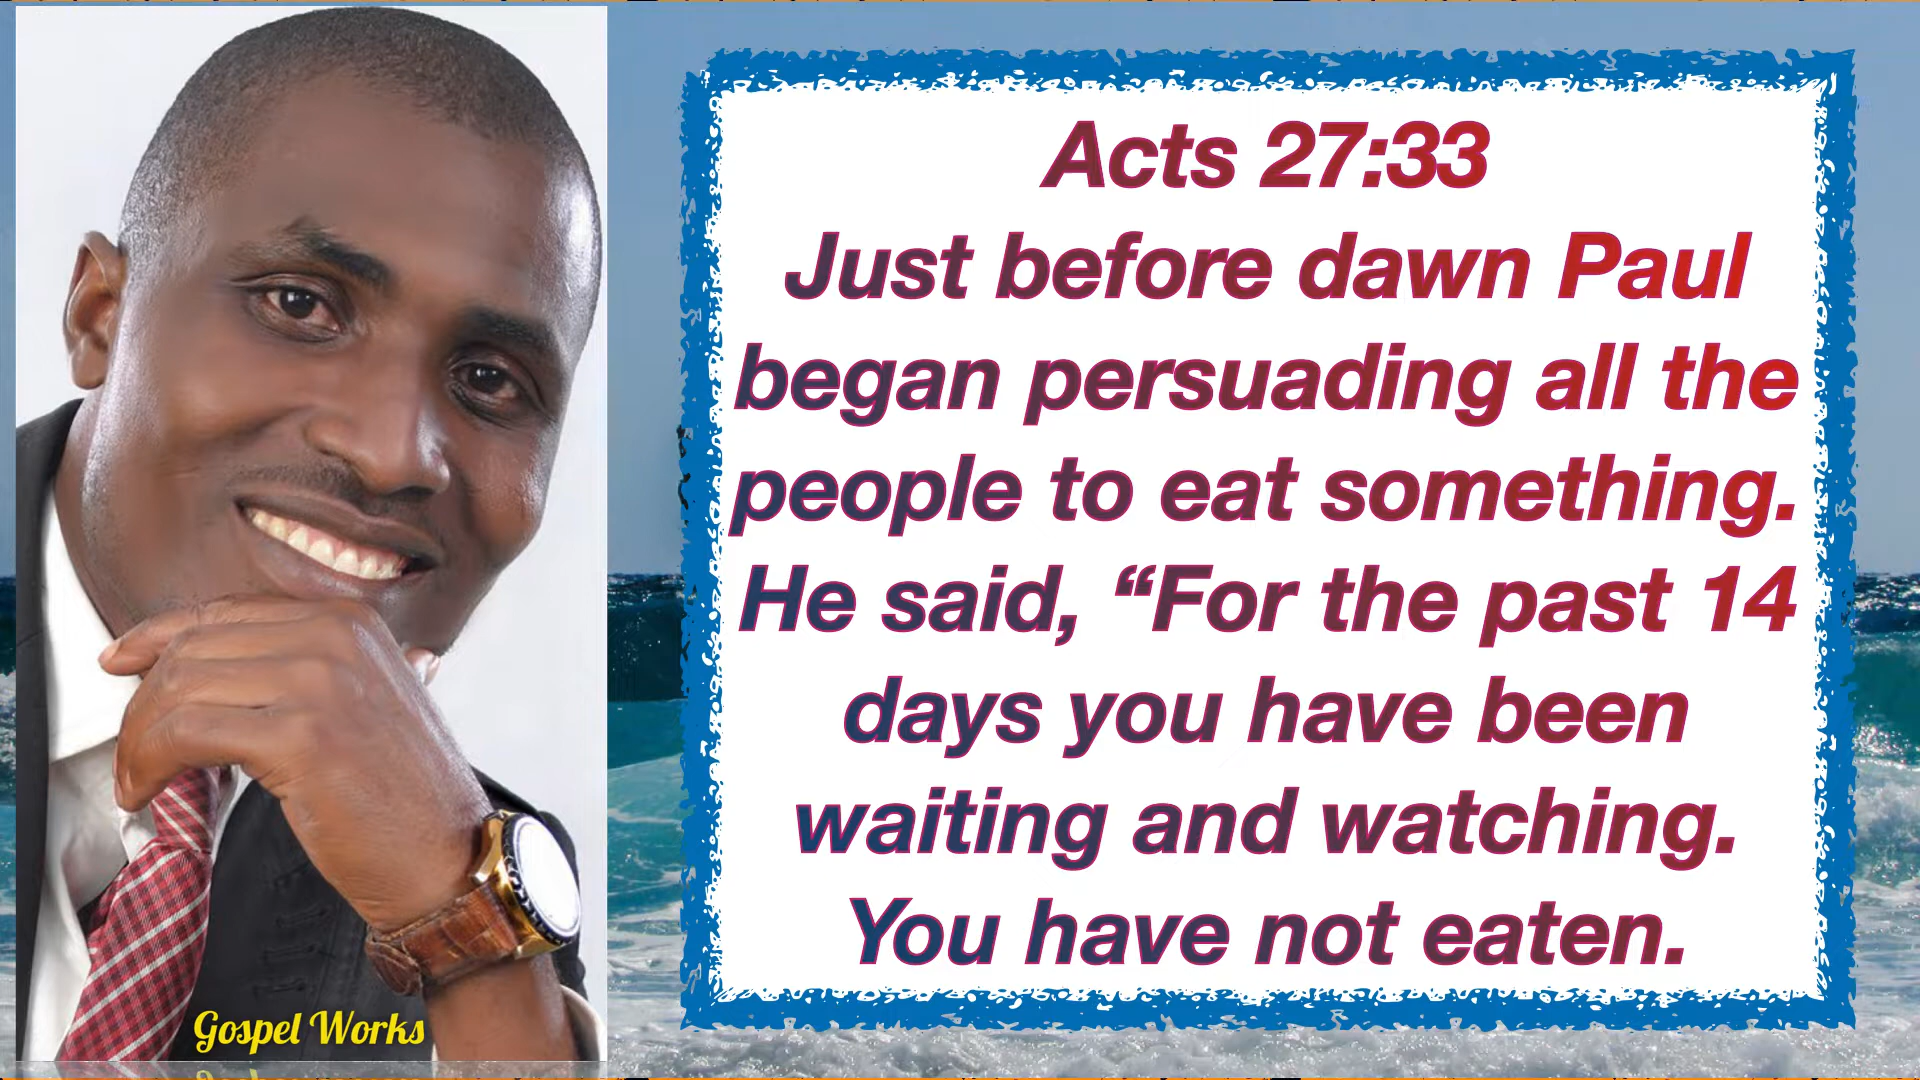 Acts 27:33
Just before dawn Paul
began persuading all the
people to eat something.
He said, “For the past 14
days you have been
waiting and watching.
You have not eaten.
Gospel Works